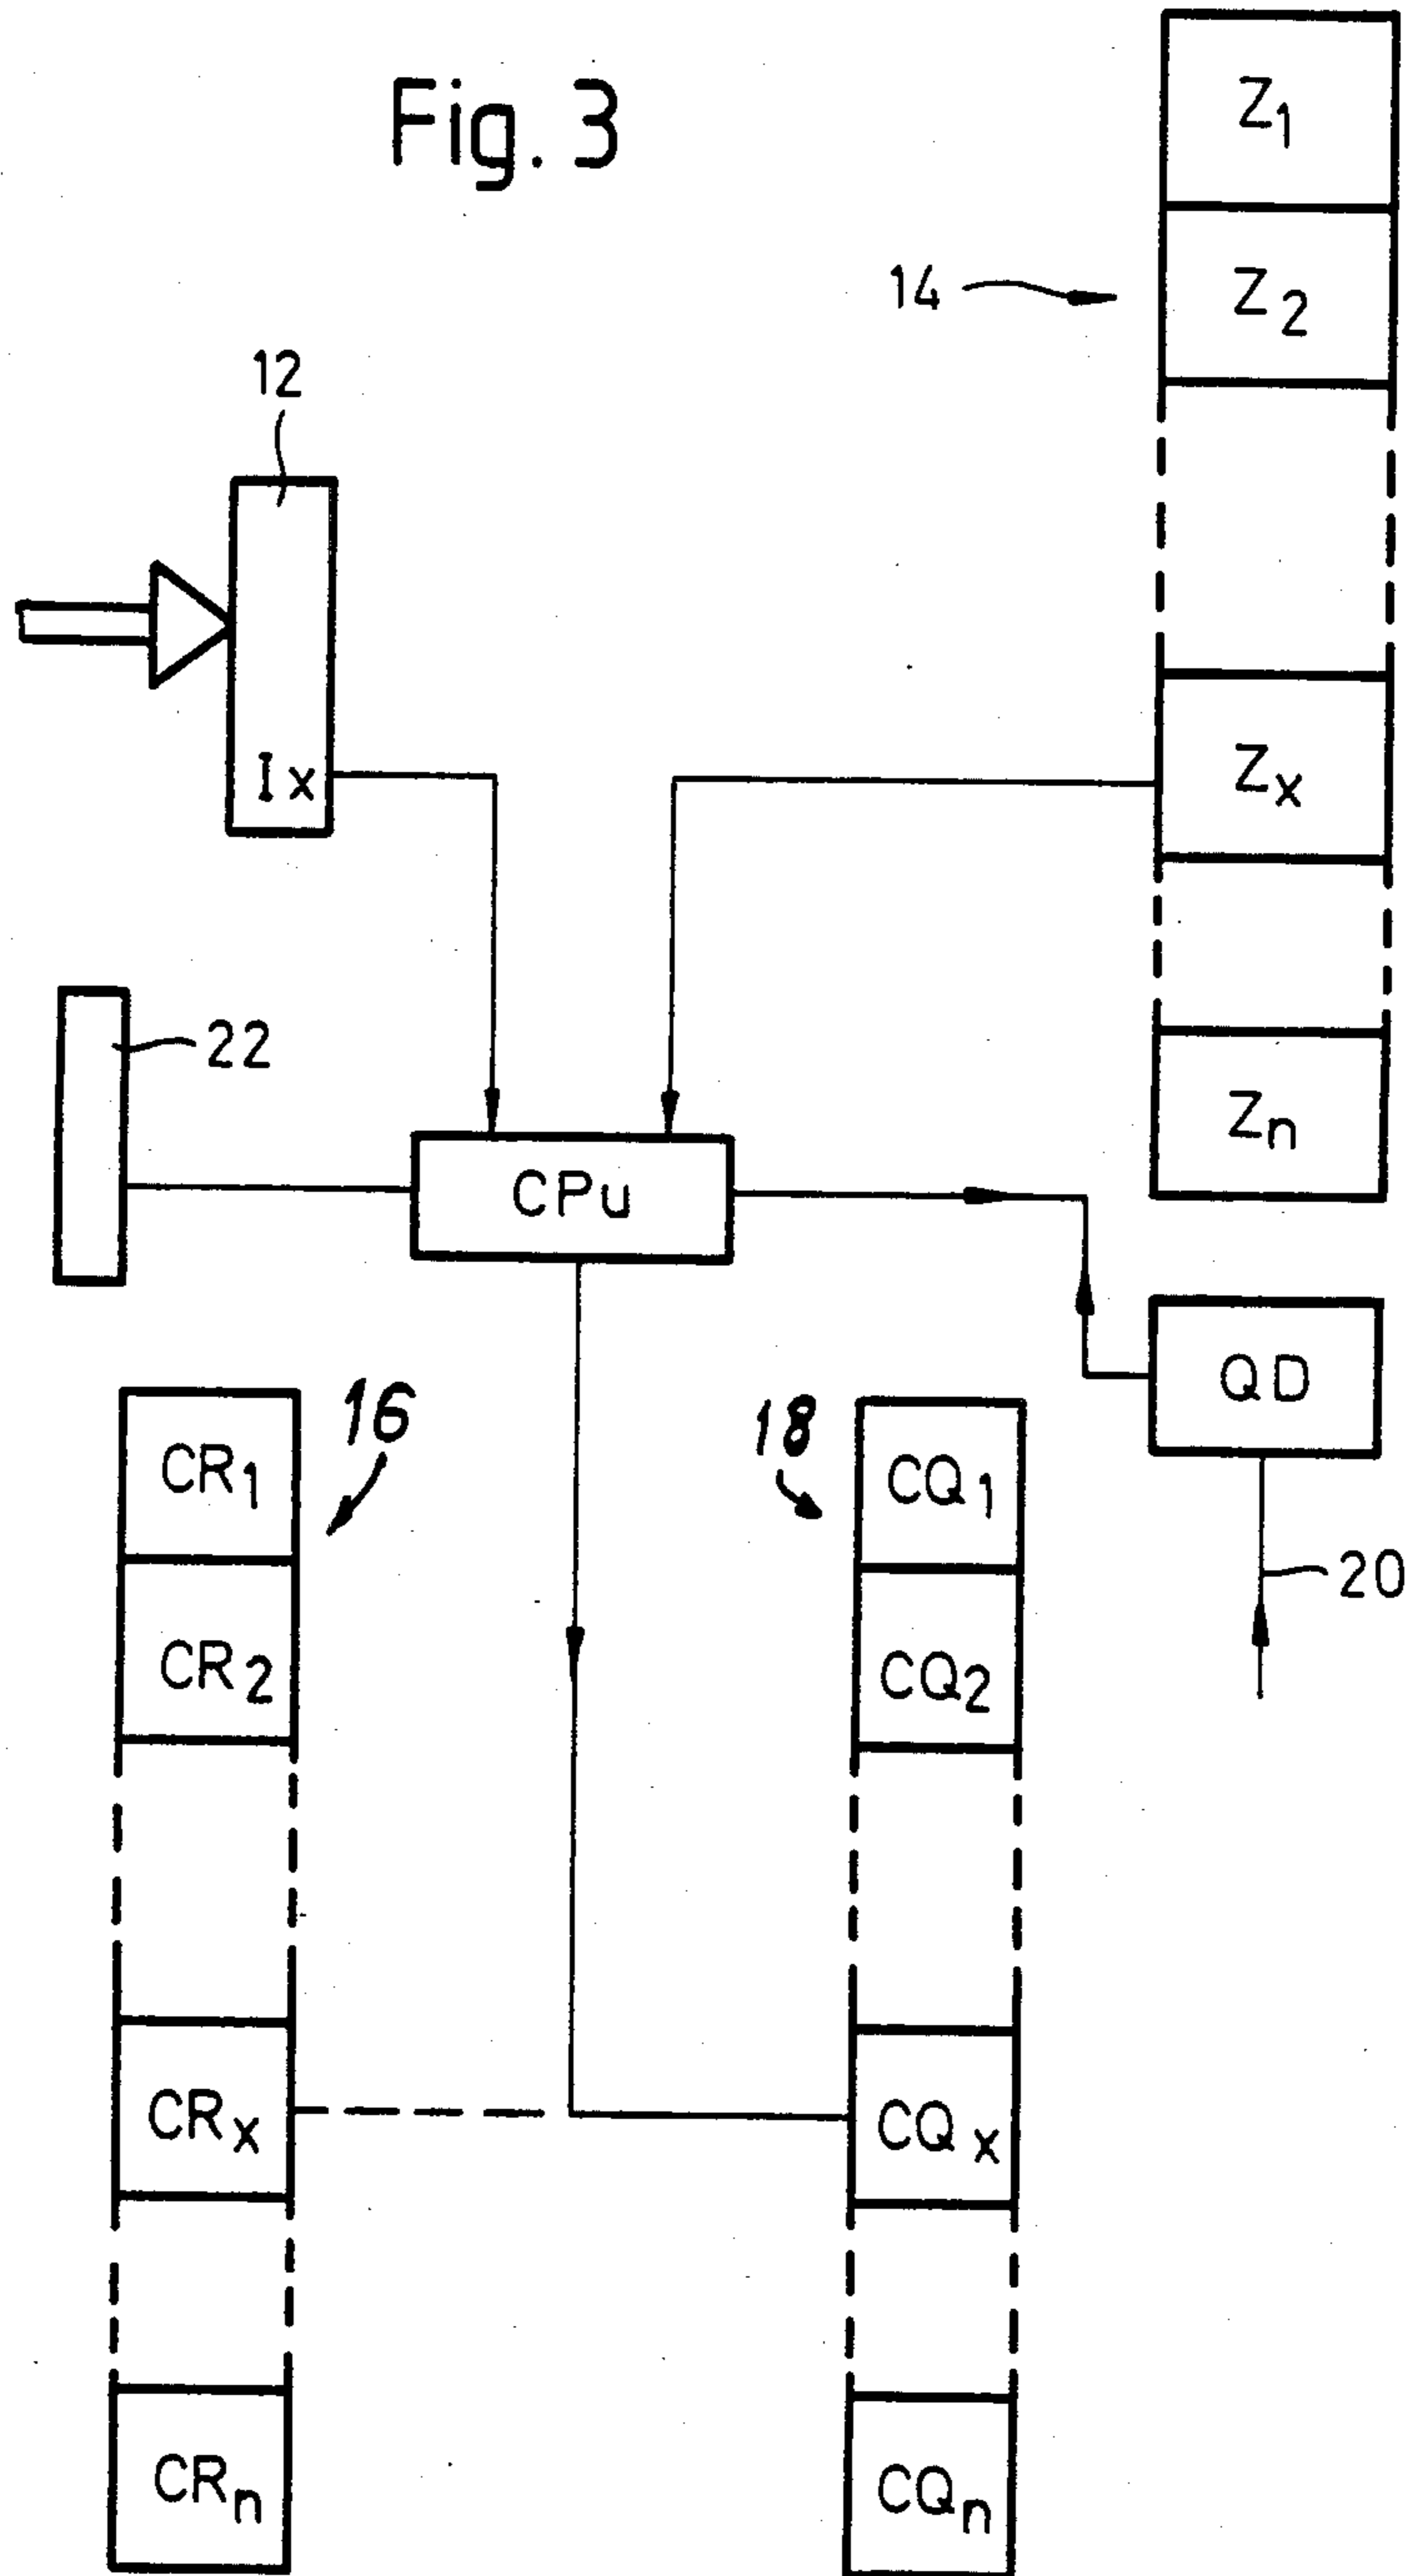 Fig. 3
Z1
14
Z2
12
Ix
Zx
22
Zn
CPu
QD
16
18
CR1
CQ1
20
CR2
CQ2
CRx
CQx
CRn
CQn